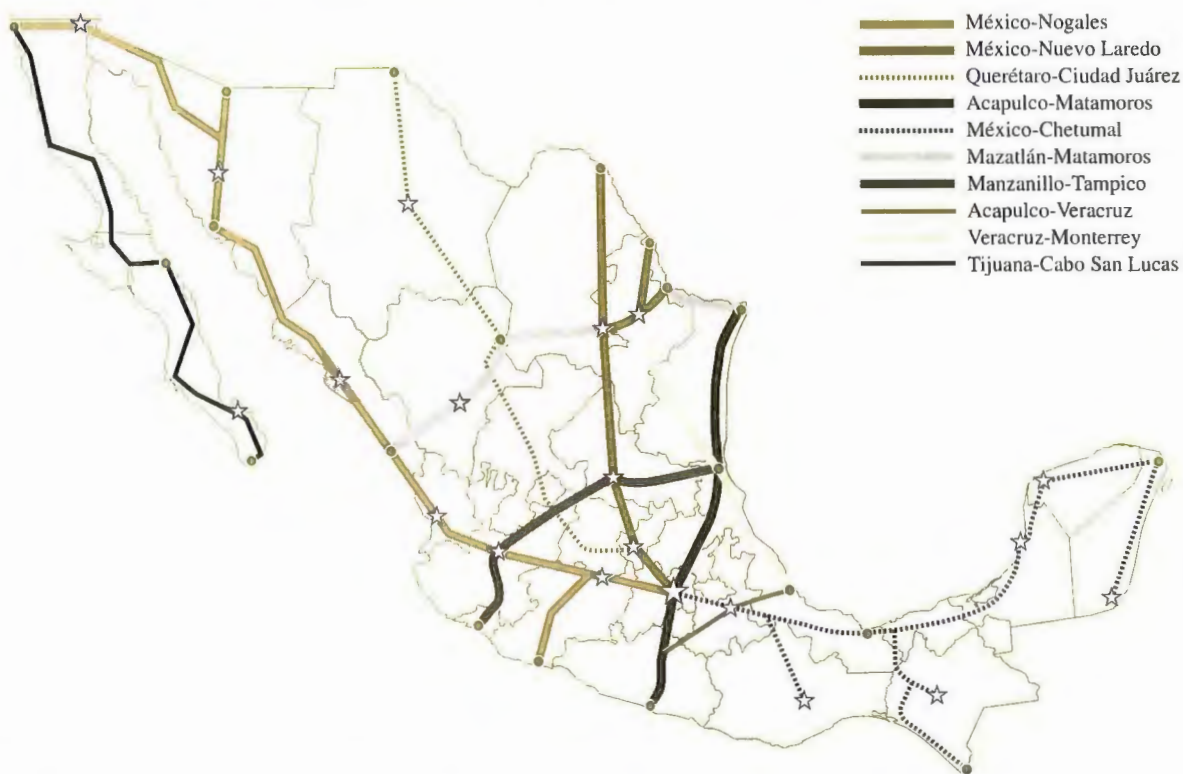 México-Nogales
México-Nuevo Laredo
Querétaro-Ciudad Juárez
Acapulco-Matamoros
México-Chetumal
Mazatlán-Matamoros
Manzanillo-Tampico
Acapulco-Veracruz
Veracruz-Monterrey
Tijuana-Cabo San Lucas